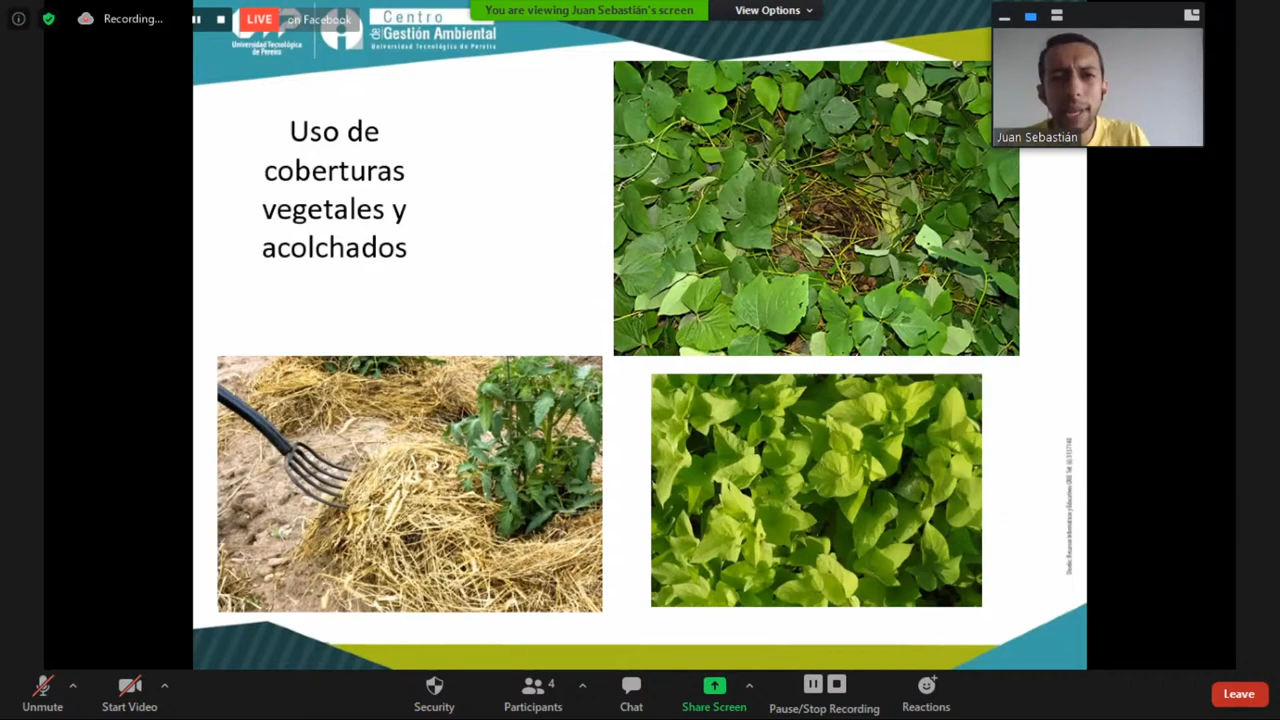 Recording...
LIVE
on Facebook
You are viewing Juan Sebastián's screen
View Options
Universidad Tecnológica
de Pereira
Centro
de Gestión Ambiental
Universidad Tecnológica de Pereira
Juan Sebastián
Uso de
coberturas
vegetales y
acolchados
Unmute
Start Video
Security
4
Participants
Chat
Share Screen
Pause/Stop Recording
Reactions
Leave